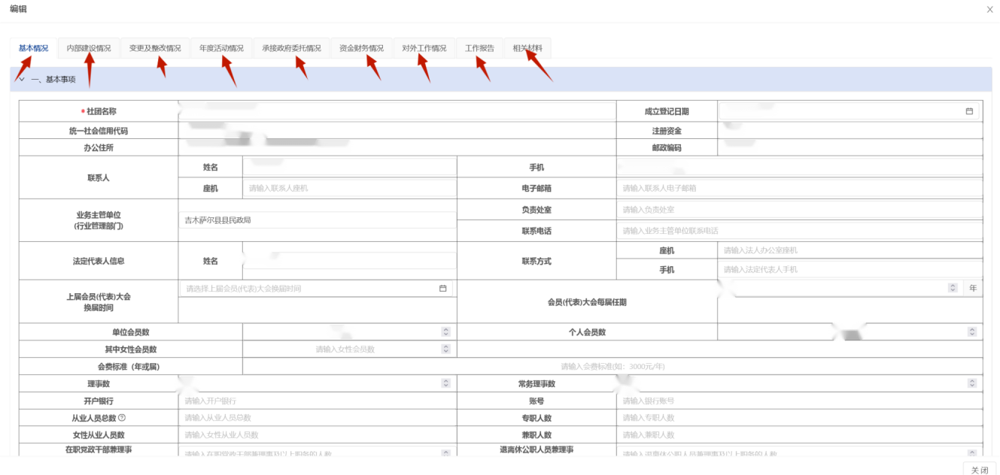 编辑
基本情况 内部建设情况 变更及整改情况 年度活动情况 承接政府委托情况 资金财务情况 对外工作情况 工作报告 相关材料
一、基本事项
*社团名称 成立登记日期
统一社会信用代码 注册资金
办公住所 邮政编码
联系人 姓名 手机
座机 请输入联系人座机 电子邮箱 请输入联系人电子邮箱
业务主管单位
(行业管理部门)
吉木萨尔县县民政局 负责处室 请输入负责处室
联系电话 请输入业务主管单位联系电话
法定代表人信息 姓名 联系方式 座机 请输入法人办公室座机
手机 请输入法定代表人手机
上届会员(代表)大会
换届时间
请选择上届会员(代表)大会换届时间 会员(代表)大会每届任期 年
单位会员数 个人会员数
其中女性会员数 请输入女性会员数
会费标准（年或届） 请输入会费标准(如：3000元/年)
理事数 常务理事数
开户银行 请输入开户银行 账号 请输入银行账号
从业人员总数 请输入从业人员总数 专职人数 请输入专职人数
女性从业人员数 请输入女性从业人员数 兼职人数 请输入兼职人数
在职党政干部兼理事 请输入在职党政干部兼理事及以上职务的人数 退离休公职人员兼理事 请输入退离休公职人员兼理事及以上职务的人数
关闭